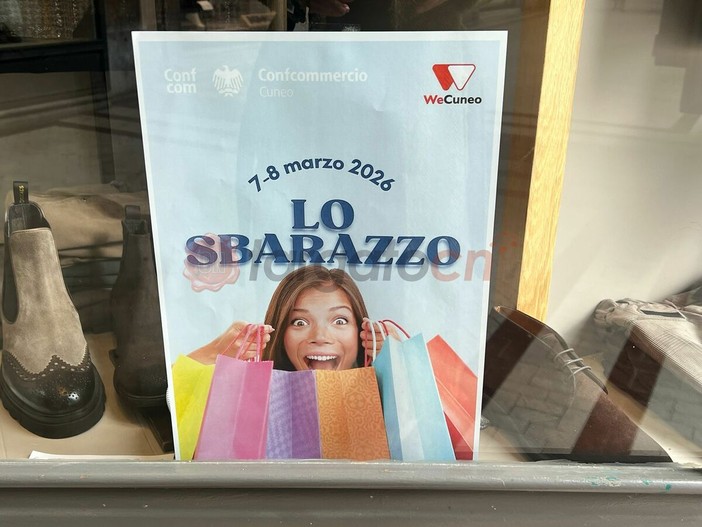 Conf
com
Confcommercio
Cuneo
WeCuneo
7-8 marzo 2026
LO
SBARAZZO